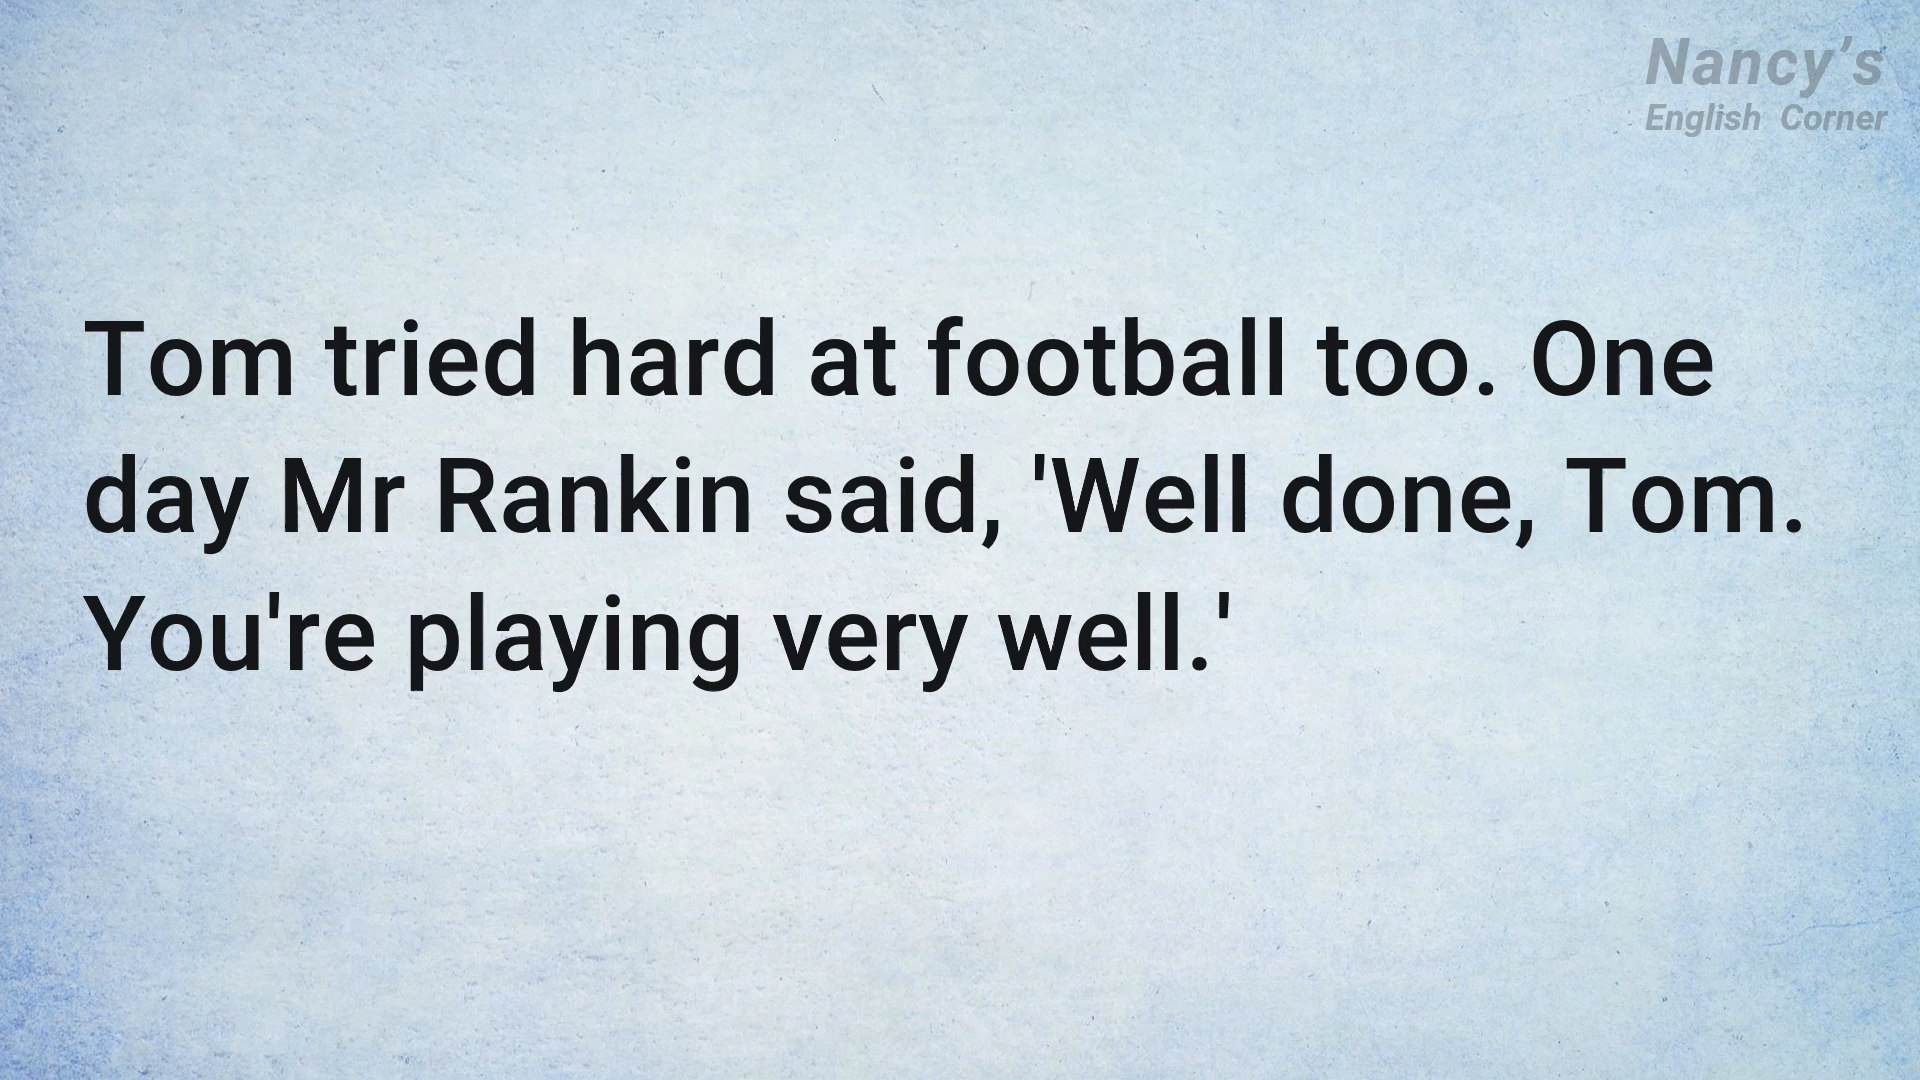 Nancy’s
English Corner
Tom tried hard at football too. One
day Mr Rankin said, 'Well done, Tom.
You're playing very well.'